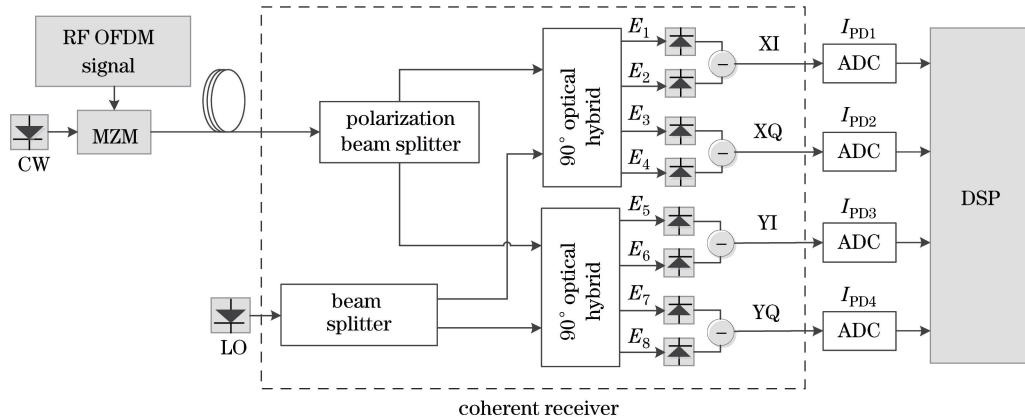 RF OFDM
signal
CW
MZM
polarization
beam splitter
LO
beam
splitter
90° optical
hybrid
E1
E2
E3
E4
90° optical
hybrid
E5
E6
E7
E8
−
−
−
−
XI
XQ
YI
YQ
IPD1
ADC
IPD2
ADC
IPD3
ADC
IPD4
ADC
DSP
coherent receiver